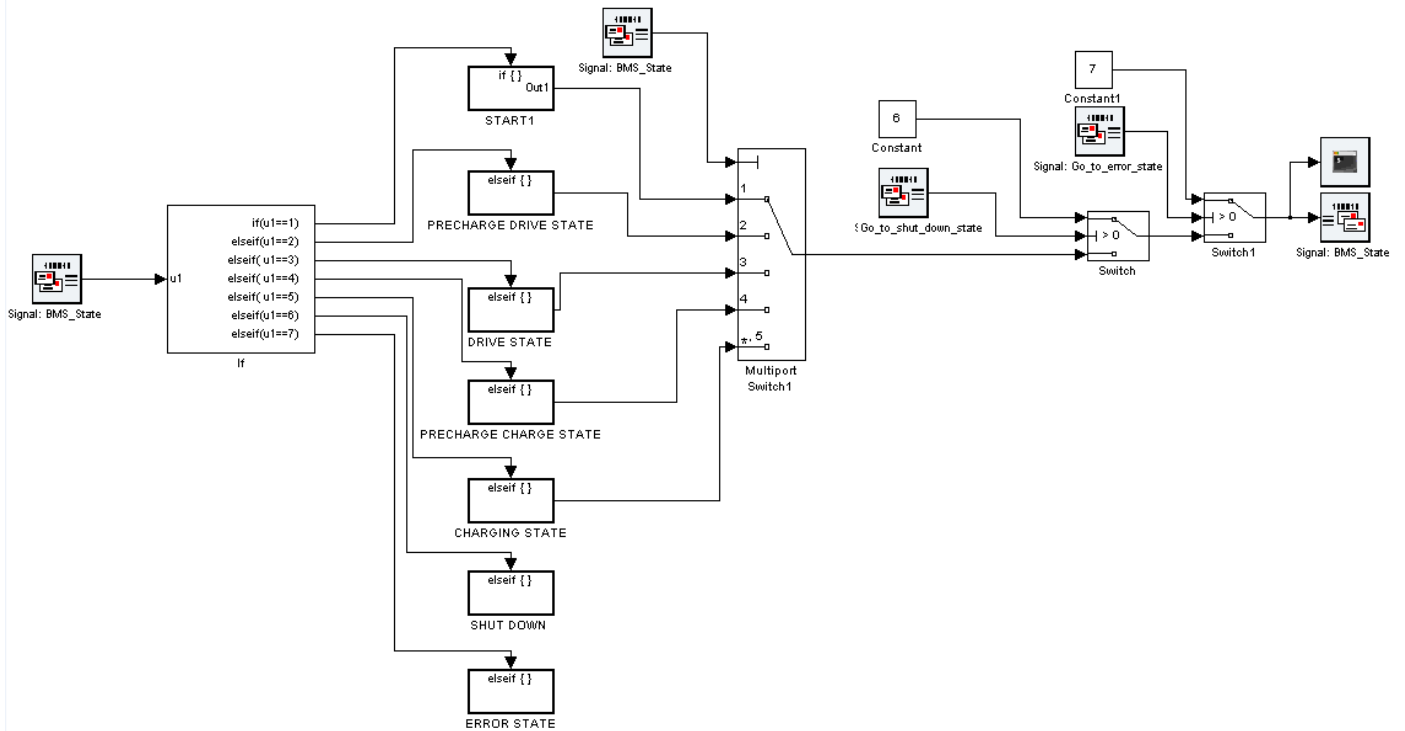 Signal: BMS_State
u1
if(u1==1)
elseif(u1==2)
elseif( u1==3)
elseif( u1==4)
elseif( u1==5)
elseif(u1==6)
elseif(u1==7)
If
if { }
Out1
START1
elseif { }
PRECHARGE DRIVE STATE
elseif { }
DRIVE STATE
elseif { }
PRECHARGE CHARGE STATE
elseif { }
CHARGING STATE
elseif { }
SHUT DOWN
elseif { }
ERROR STATE
Signal: BMS_State
1
2
3
4
*, 5
Multiport
Switch1
6
Constant
Go_to_shut_down_state
> 0
Switch
7
Constant1
Signal: Go_to_error_state
> 0
Switch1
Signal: BMS_State